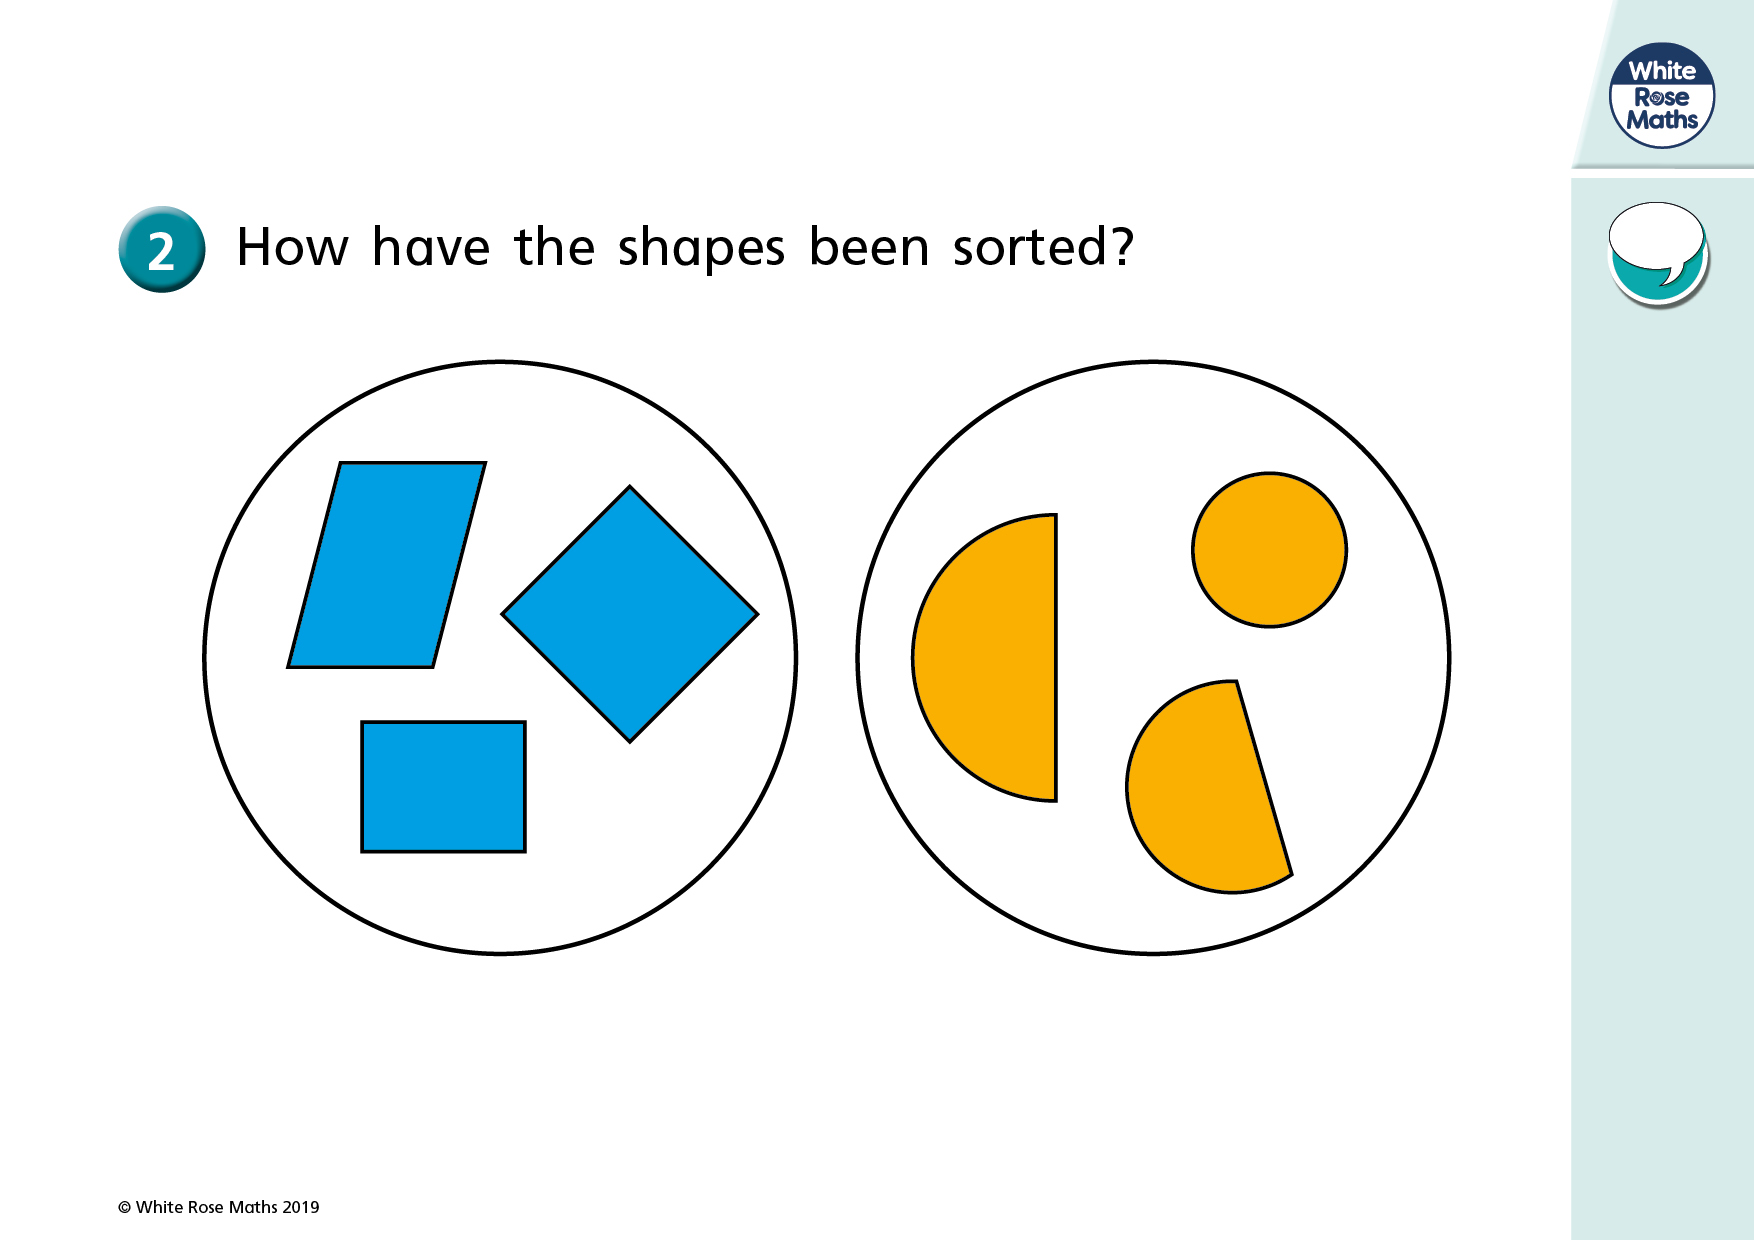 White
Rose
Maths
2 How have the shapes been sorted?
© White Rose Maths 2019